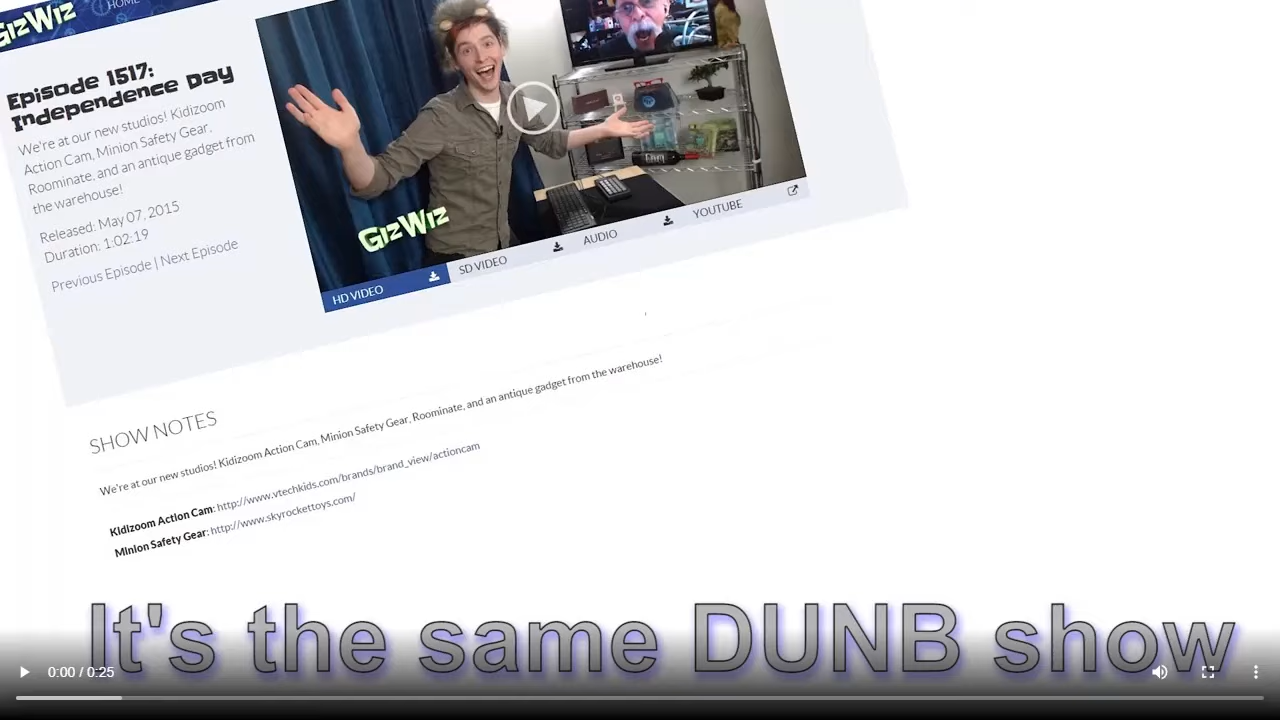 GIZWIZ
HOME
Episode 1517:
Independence Day
We're at our new studios! Kidizoom
Action Cam, Minion Safety Gear,
Roominate, and an antique gadget from
the warehouse!
Released: May 07, 2015
Duration: 1:02:19
Previous Episode | Next Episode
GIZWIZ
HD VIDEO
SD VIDEO
AUDIO
YOUTUBE
SHOW NOTES
We're at our new studios! Kidizoom Action Cam, Minion Safety Gear, Roominate, and an antique gadget from the warehouse!
Kidizoom Action Cam: http://www.vtechkids.com/brands/brand_view/actioncam
Minion Safety Gear: http://www.skyrockettoys.com/
It's the same DUNB show
0:00 / 0:25